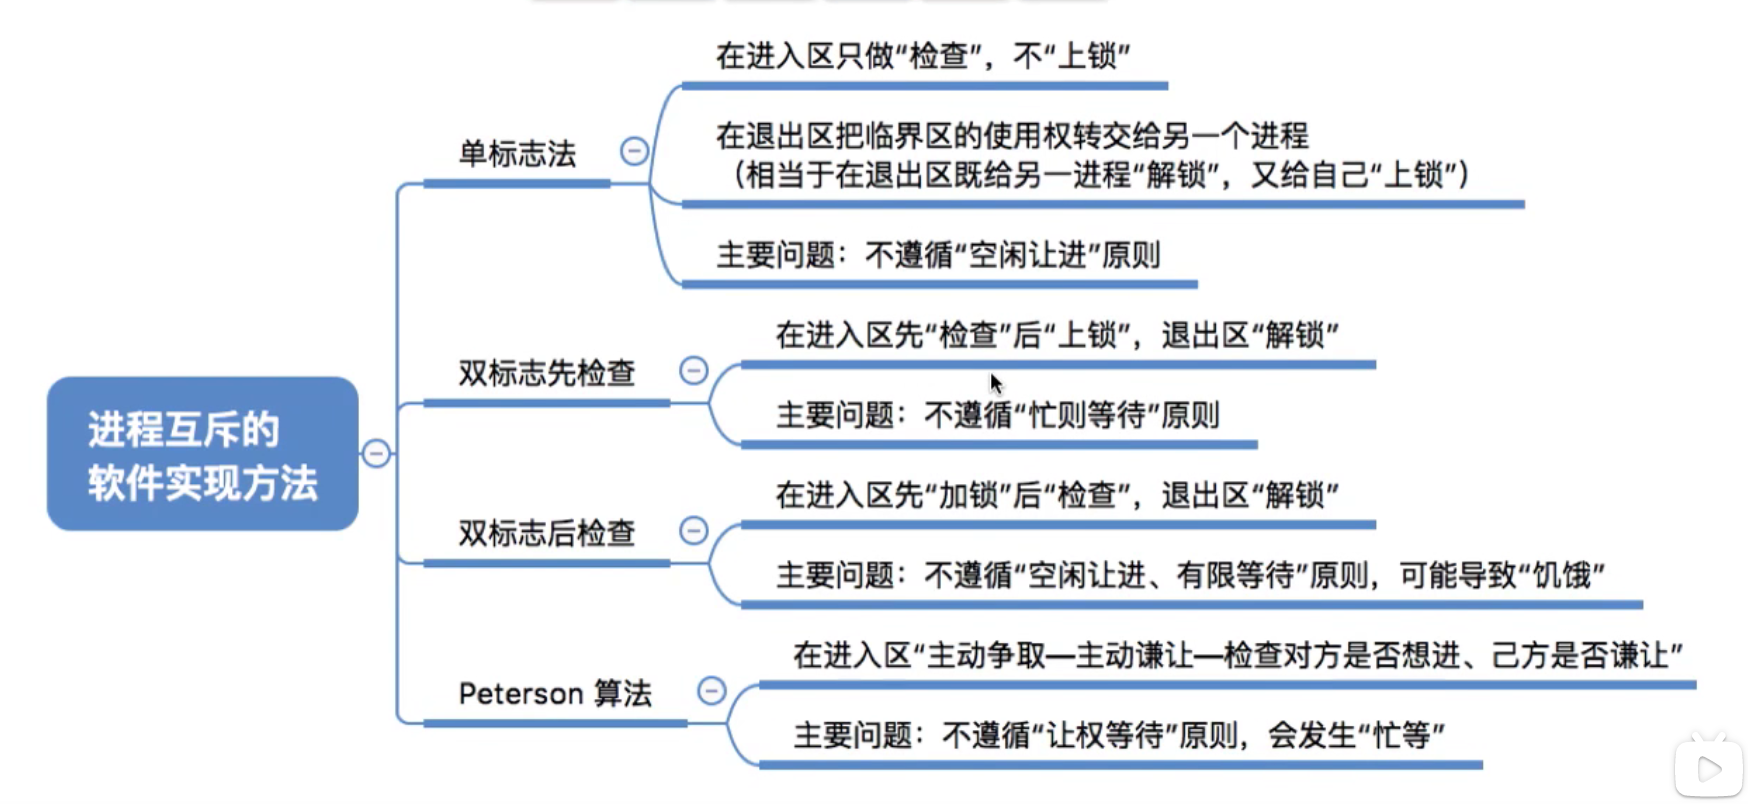 在进入区只做“检查”，不“上锁”
单标志法
在退出区把临界区的使用权转交给另一个进程
（相当于在退出区既给另一进程“解锁”，又给自己“上锁”）
主要问题：不遵循“空闲让进”原则
进程互斥的
软件实现方法
双标志先检查
在进入区先“检查”后“上锁”，退出区“解锁”
主要问题：不遵循“忙则等待”原则
双标志后检查
在进入区先“加锁”后“检查”，退出区“解锁”
主要问题：不遵循“空闲让进、有限等待”原则，可能导致“饥饿”
Peterson 算法
在进入区“主动争取—主动谦让—检查对方是否想进、己方是否谦让”
主要问题：不遵循“让权等待”原则，会发生“忙等”